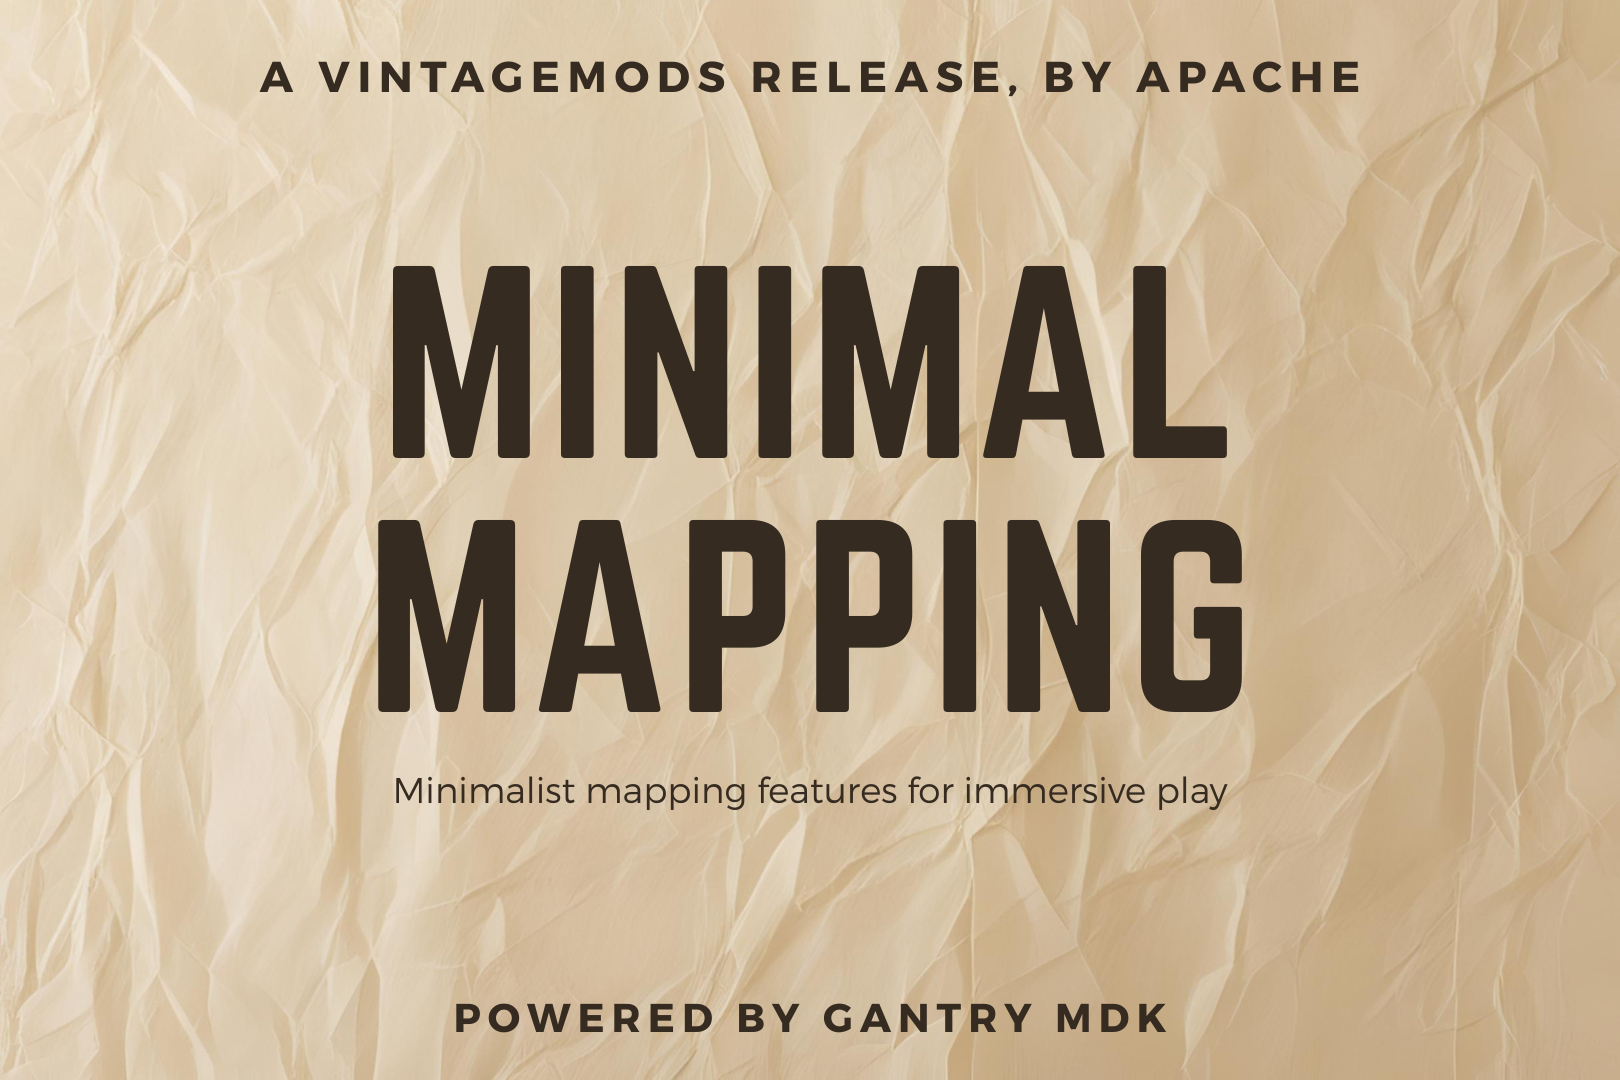 A VINTAGEMODS RELEASE, BY APACHE
MINIMAL
MAPPING
Minimalist mapping features for immersive play
POWERED BY GANTRY MDK